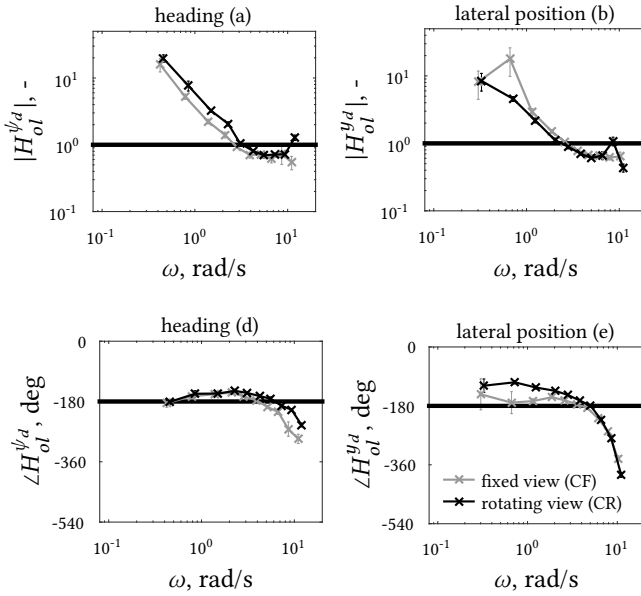 heading (a)
lateral position (b)
|H_{ol}^{ψ_d}|, -
10^1
10^0
10^{-1}
10^{-1}
10^0
10^1
ω, rad/s
|H_{ol}^{y_d}|, -
10^1
10^0
10^{-1}
10^{-1}
10^0
10^1
ω, rad/s
heading (d)
lateral position (e)
∠H_{ol}^{ψ_d}, deg
0
-180
-360
-540
10^{-1}
10^0
10^1
ω, rad/s
∠H_{ol}^{y_d}, deg
0
-180
-360
-540
fixed view (CF)
rotating view (CR)
10^{-1}
10^0
10^1
ω, rad/s